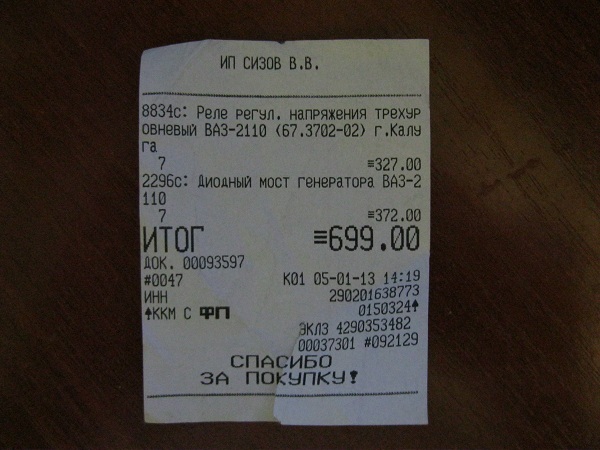 ИП СИЗОВ В.В.
8834с: Реле регул. напряжения трехур
овневый ВАЗ-2110 (67.3702-02) г.Калу
га
7 ≡327.00
2296с: Диодный мост генератора ВАЗ-2
110
7 ≡372.00
ИТОГ ≡699.00
ДОК. 00093597
#0047 К01 05-01-13 14:19
ИНН 290201638773
↑ККМ С ФП 0150324↑
ЭКЛЗ 4290353482
00037301 #092129
СПАСИБО
ЗА ПОКУПКУ!